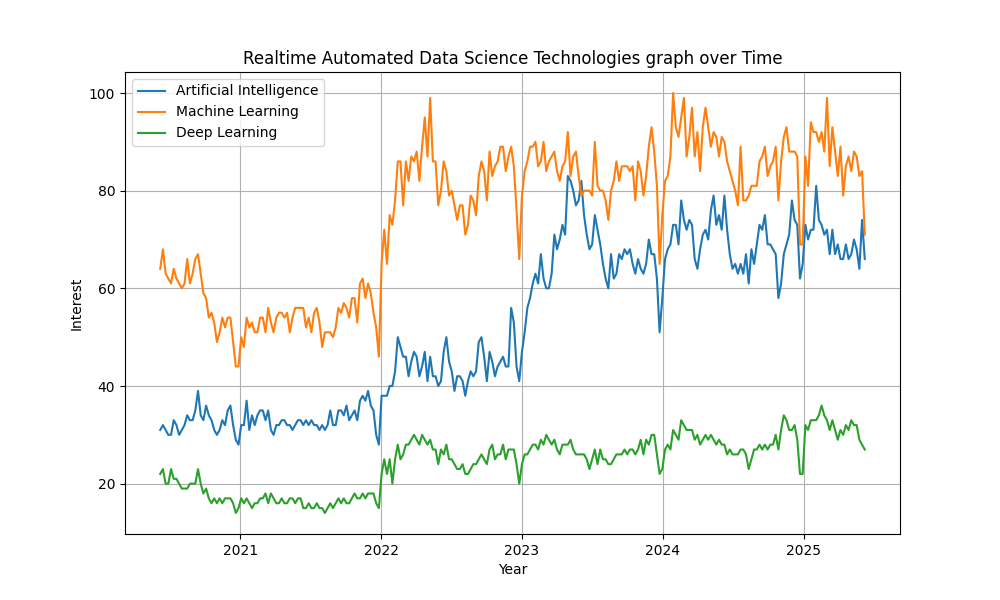 Realtime Automated Data Science Technologies graph over Time
Artificial Intelligence
Machine Learning
Deep Learning
100
80
60
40
20
Interest
2021 2022 2023 2024 2025
Year